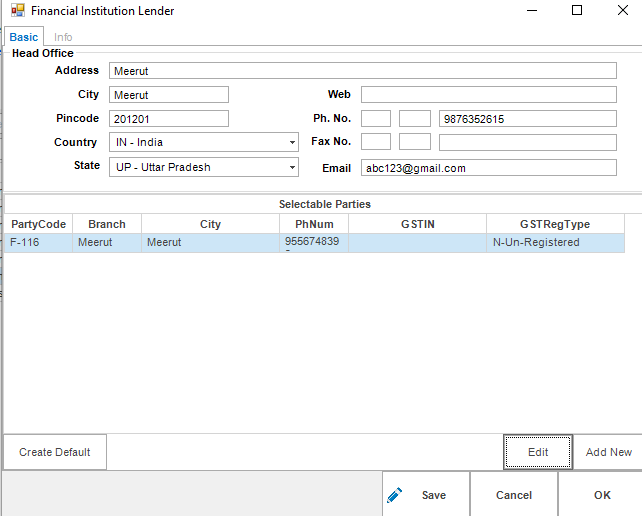 Financial Institution Lender
Basic Info
Head Office
Address Meerut
City Meerut Web
Pincode 201201 Ph. No. 9876352615
Country IN - India Fax No.
State UP - Uttar Pradesh Email abc123@gmail.com
Selectable Parties
PartyCode Branch City PhNum GSTIN GSTRegType
F-116 Meerut Meerut 955674839 N-Un-Registered
Create Default Edit Add New
Save Cancel OK